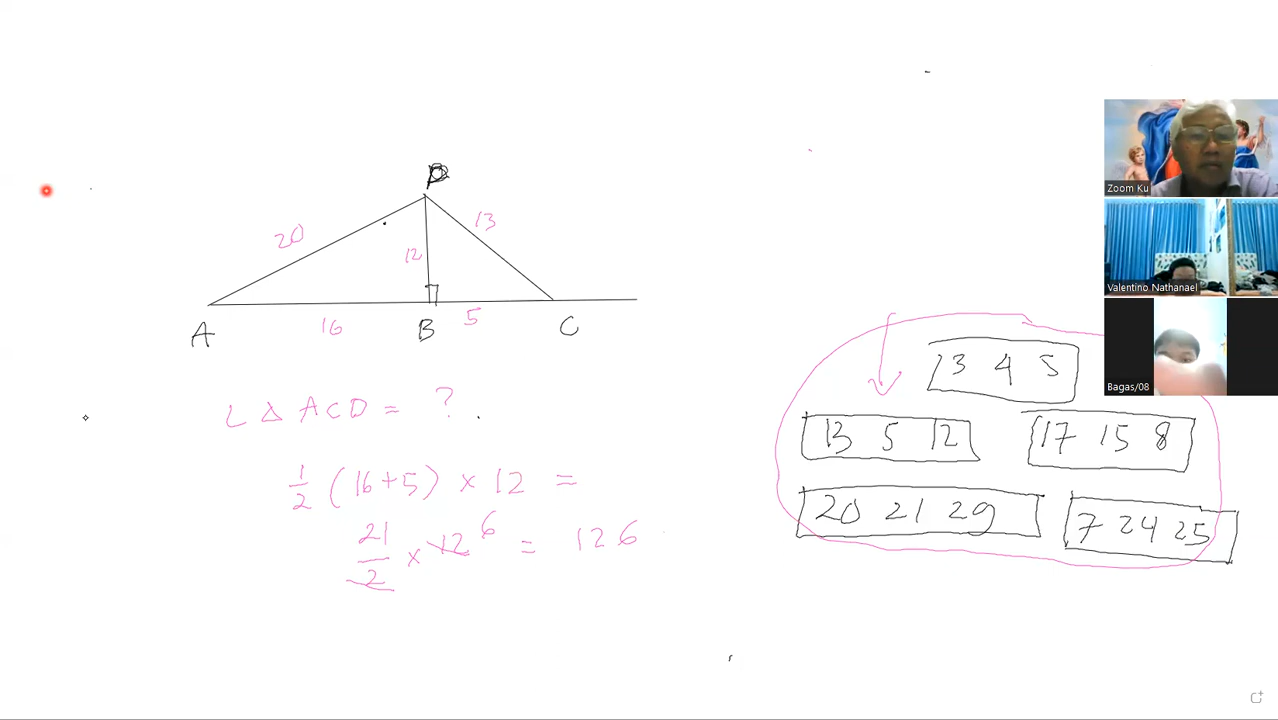 D
20
13
12
16
5
A
B
C
L Δ ACD = ?
1/2 (16+5) × 12 =
21/2 × 12 6 = 126
3 4 5
13 5 12
17 15 8
20 21 29
7 24 25
Zoom Ku
Valentino Nathanael
Bagas/08